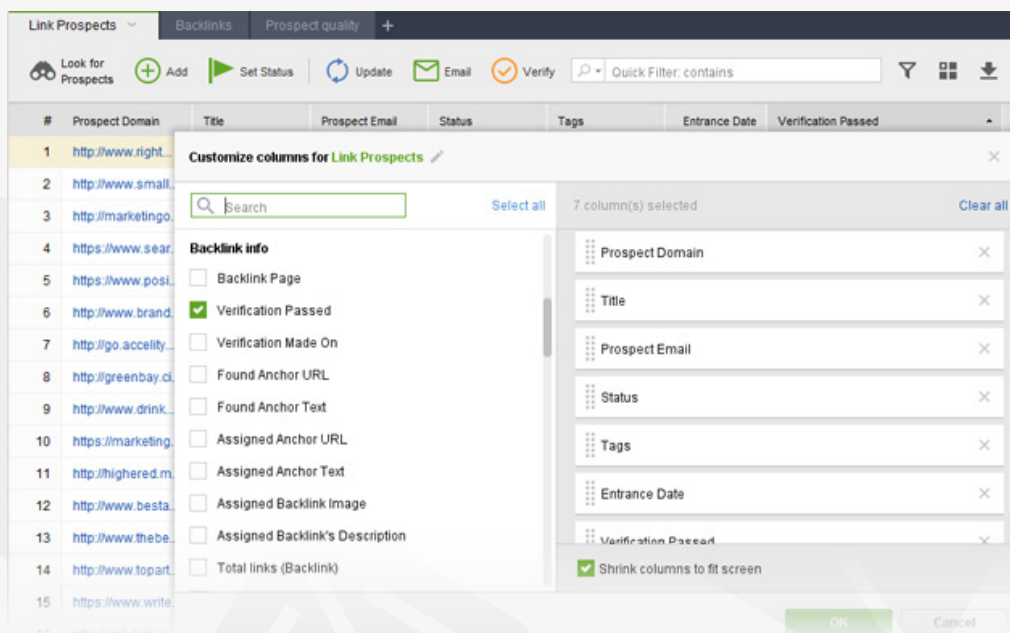 Link Prospects
Backlinks
Prospect quality
+
Look for
Prospects
Add
Set Status
Update
Email
Verify
Quick Filter: contains
# Prospect Domain Title Prospect Email Status Tags Entrance Date Verification Passed
1 http://www.right...
2 http://www.small...
3 http://marketingo.
4 https://www.sear.
5 https://www.posi..
6 http://www.brand.
7 http://go.accelity...
8 http://greenbay.ci.
9 http://www.drink...
10 https://marketing.
11 http://highered.m.
12 http://www.besta..
13 http://www.thebe..
14 http://www.topart.
15 https://www.write.
Customize columns for Link Prospects
Search
Select all
Backlink info
Backlink Page
Verification Passed
Verification Made On
Found Anchor URL
Found Anchor Text
Assigned Anchor URL
Assigned Anchor Text
Assigned Backlink Image
Assigned Backlink's Description
Total links (Backlink)
7 column(s) selected
Clear all
Prospect Domain
Title
Prospect Email
Status
Tags
Entrance Date
Verification Passed
Shrink columns to fit screen
OK
Cancel